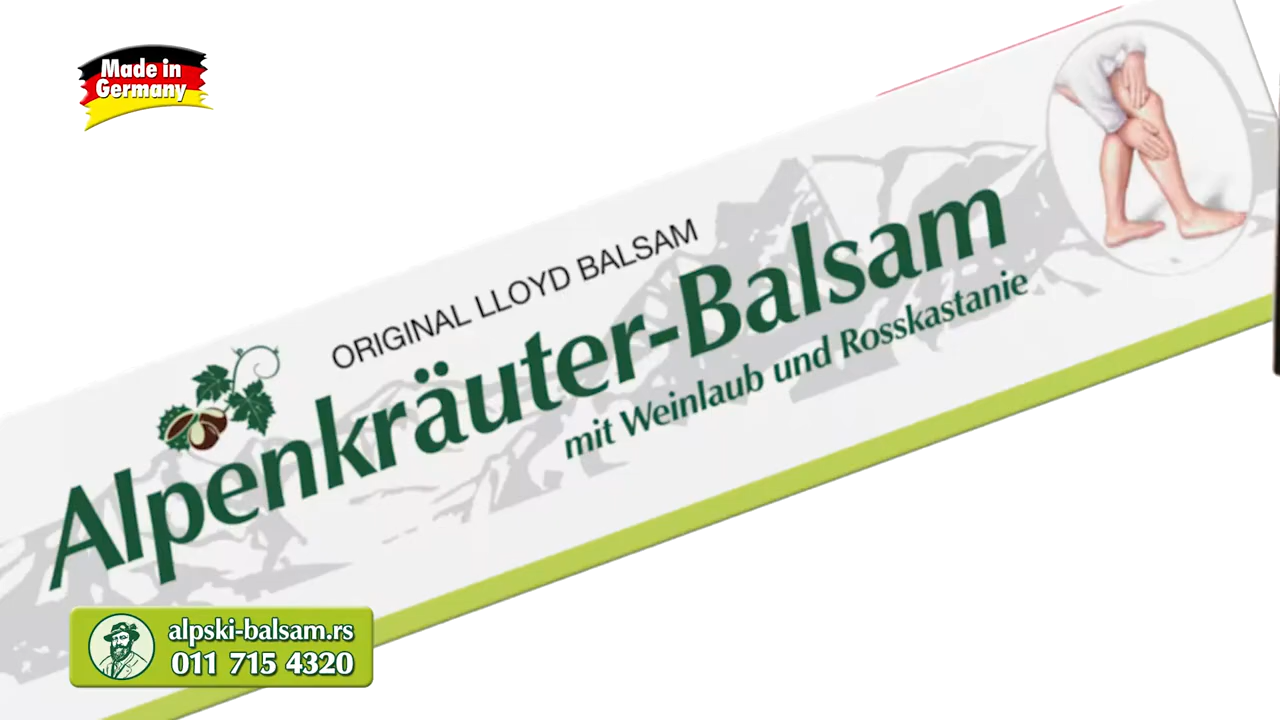 Made in
Germany
ORIGINAL LLOYD BALSAM
Alpenkräuter-Balsam
mit Weinlaub und Rosskastanie
alpski-balsam.rs
011 715 4320